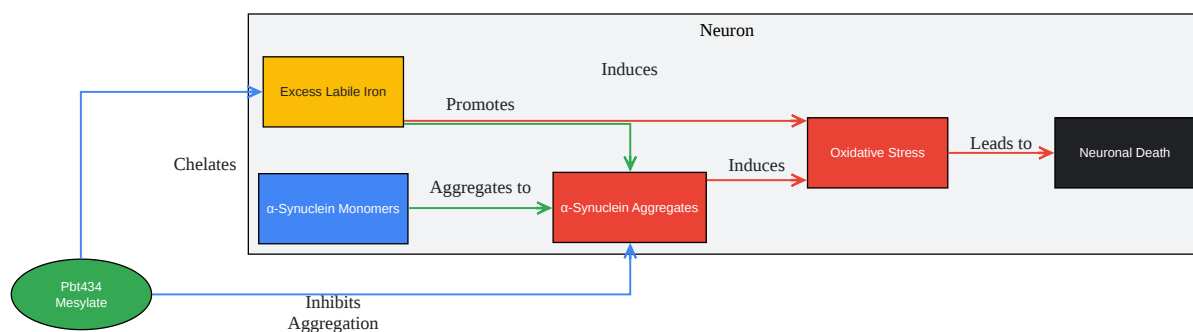 Neuron
Induces
Excess Labile Iron
Promotes
Chelates
Aggregates to
Induces
Oxidative Stress
Leads to
Neuronal Death
α-Synuclein Monomers
α-Synuclein Aggregates
Pbt434
Mesylate
Inhibits
Aggregation